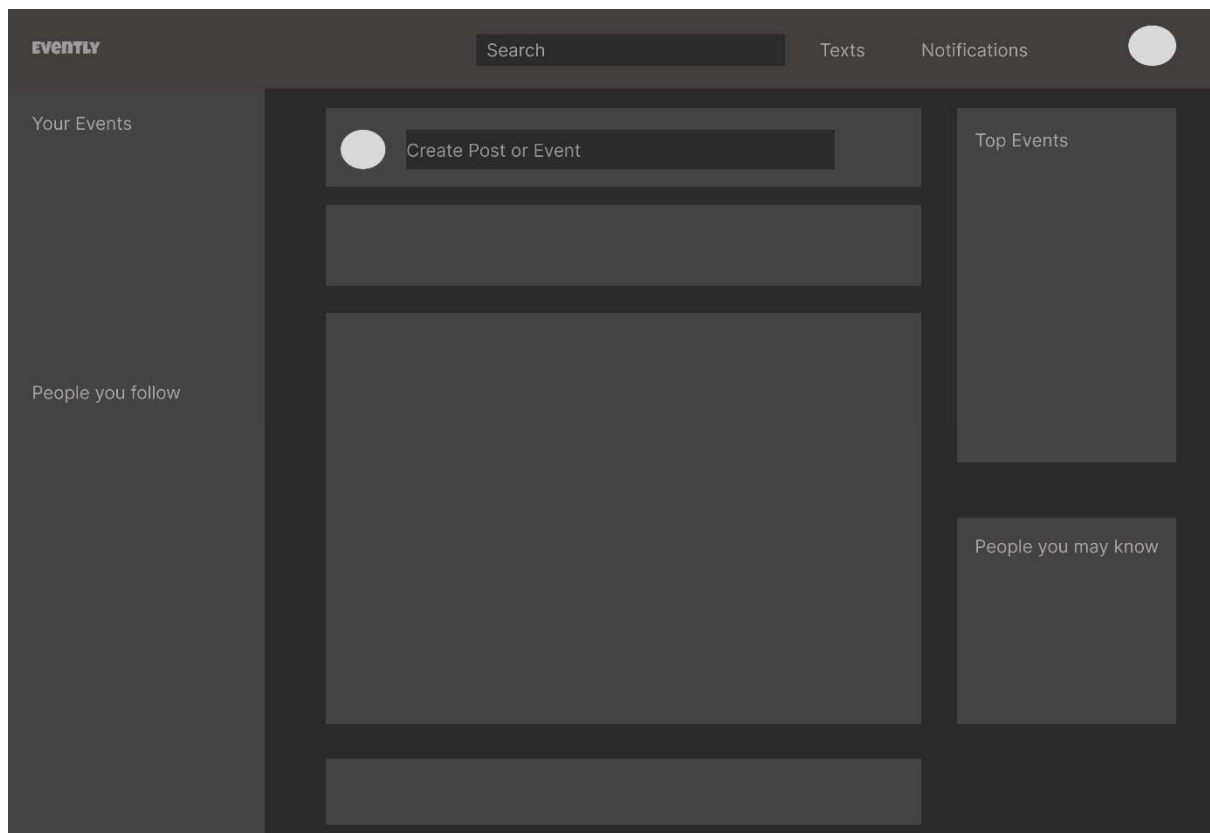 Evently
Search
Texts
Notifications
Your Events
Create Post or Event
Top Events
People you follow
People you may know